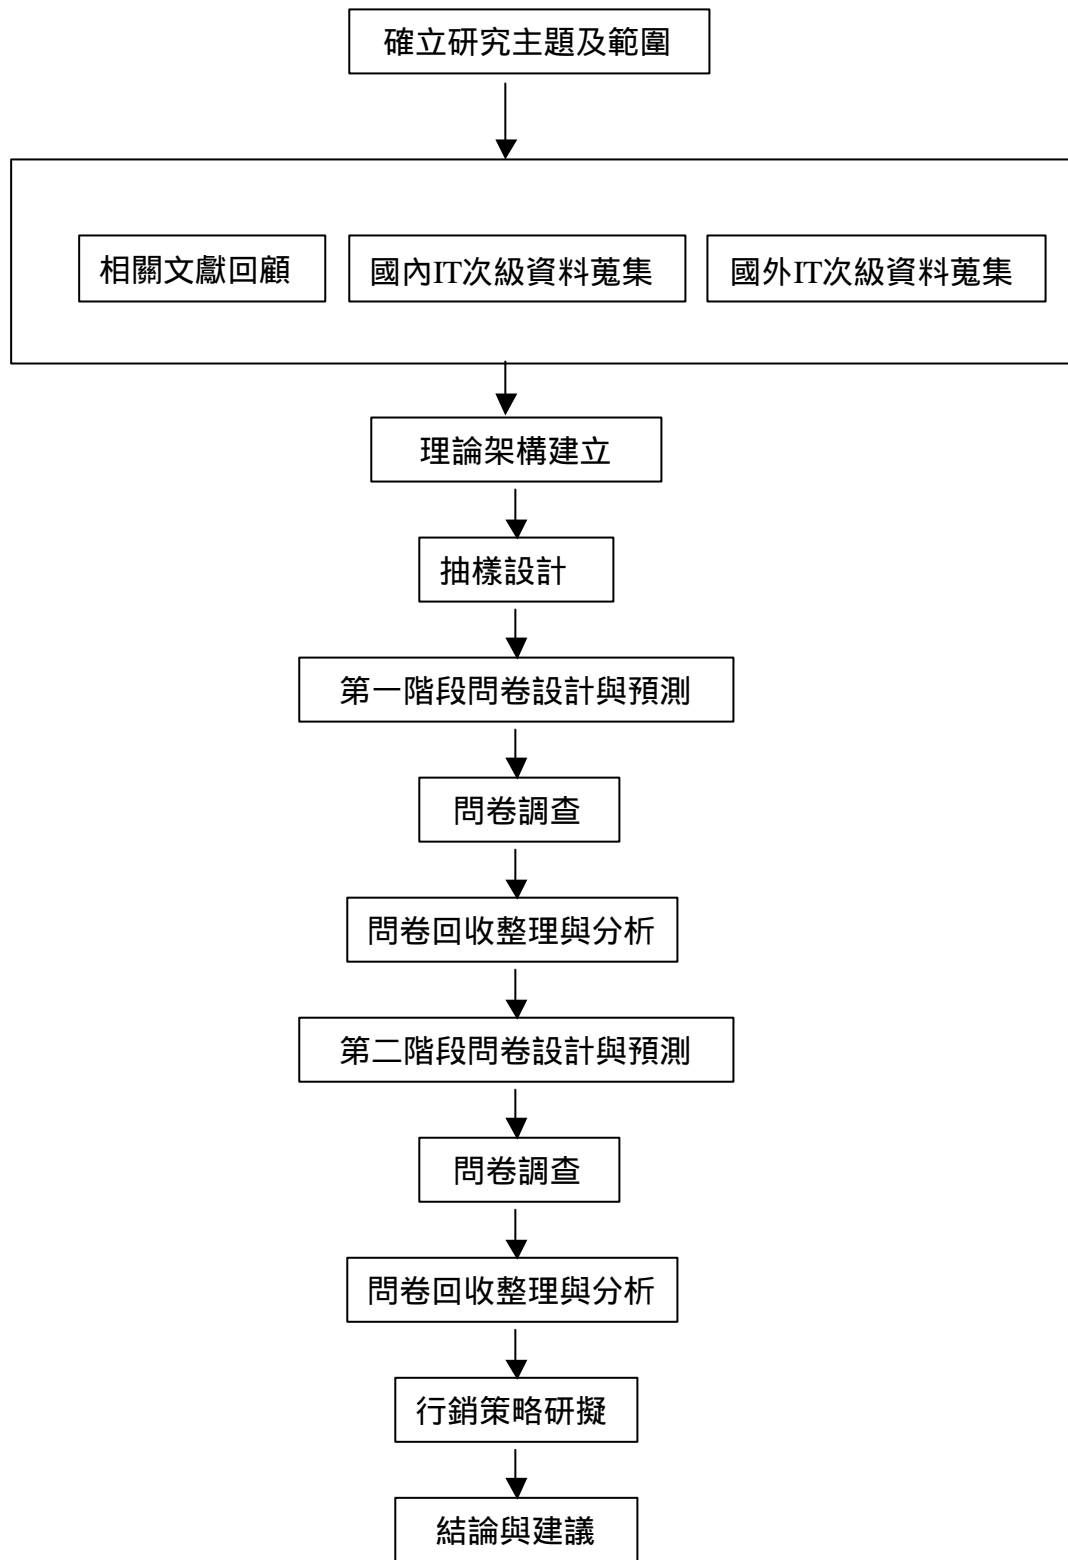 確立研究主題及範圍
相關文獻回顧 國內IT次級資料蒐集 國外IT次級資料蒐集
理論架構建立
抽樣設計
第一階段問卷設計與預測
問卷調查
問卷回收整理與分析
第二階段問卷設計與預測
問卷調查
問卷回收整理與分析
行銷策略研擬
結論與建議